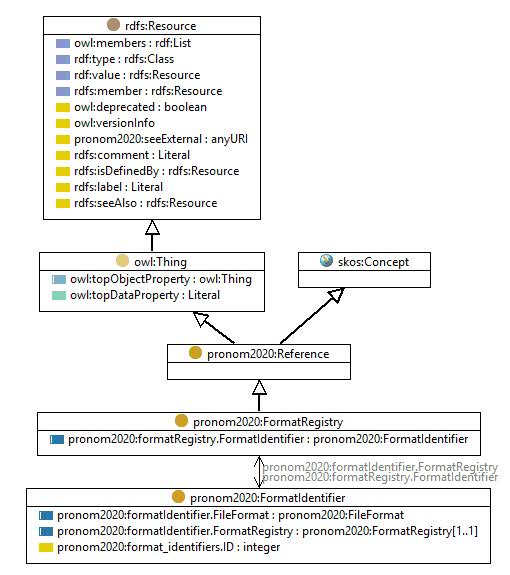 rdfs:Resource
owl:members : rdf:List
rdf:type : rdfs:Class
rdf:value : rdfs:Resource
rdfs:member : rdfs:Resource
owl:deprecated : boolean
owl:versionInfo
pronom2020:seeExternal : anyURI
rdfs:comment : Literal
rdfs:isDefinedBy : rdfs:Resource
rdfs:label : Literal
rdfs:seeAlso : rdfs:Resource
owl:Thing
owl:topObjectProperty : owl:Thing
owl:topDataProperty : Literal
skos:Concept
pronom2020:Reference
pronom2020:FormatRegistry
pronom2020:formatRegistry.FormatIdentifier : pronom2020:FormatIdentifier
pronom2020:formatIdentifier.FormatRegistry
pronom2020:formatRegistry.FormatIdentifier
pronom2020:FormatIdentifier
pronom2020:formatIdentifier.FileFormat : pronom2020:FileFormat
pronom2020:formatIdentifier.FormatRegistry : pronom2020:FormatRegistry[1..1]
pronom2020:format_identifiers.ID : integer